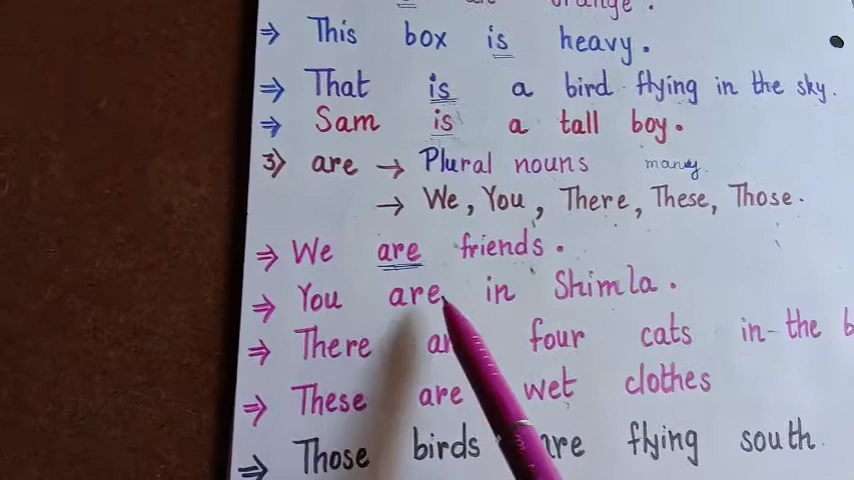 orange.
⇒ This box is heavy.
⇒ That is a bird flying in the sky.
⇒ Sam is a tall boy.
3) are → Plural nouns many
→ We, You, There, These, Those.
⇒ We are friends.
⇒ You are in Shimla.
⇒ There four cats in the
⇒ These are wet clothes
⇒ Those birds are flying south.